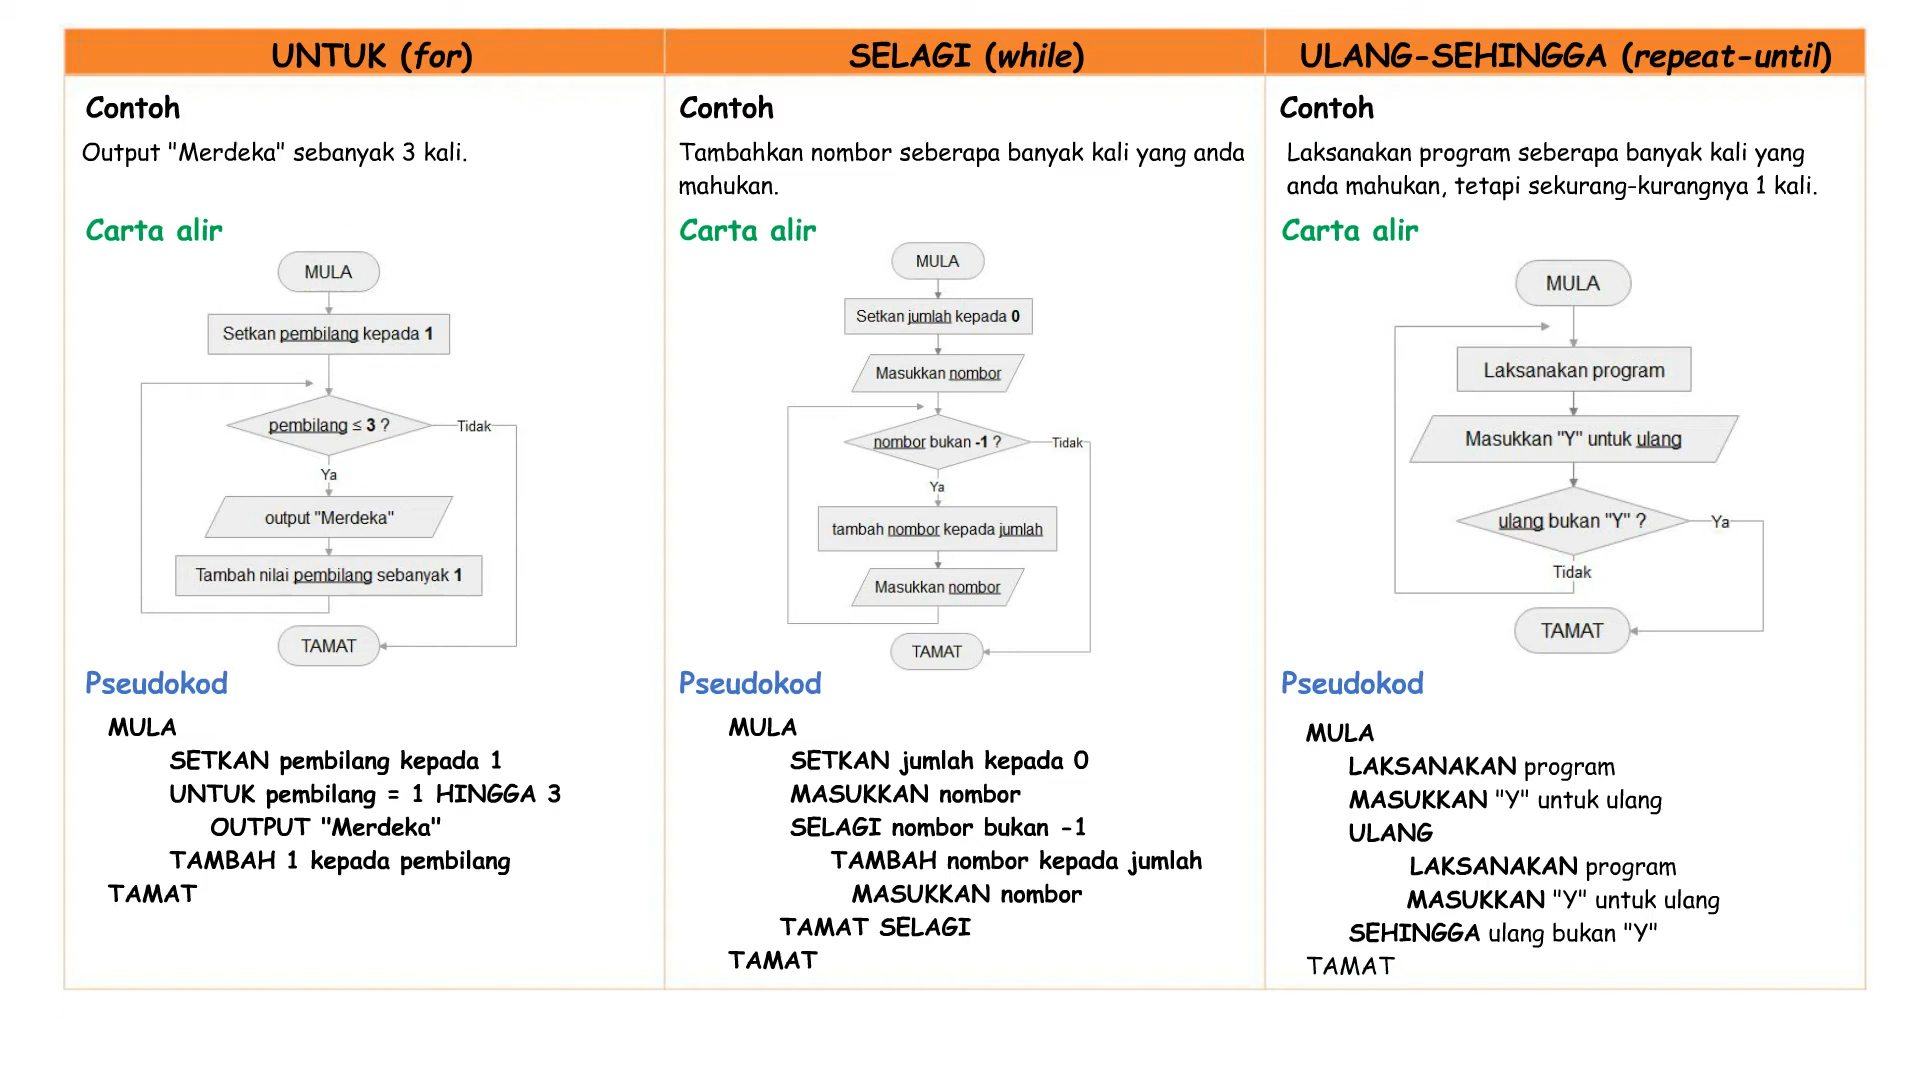 UNTUK (for)
Contoh
Output "Merdeka" sebanyak 3 kali.
Carta alir
MULA
Setkan pembilang kepada 1
pembilang ≤ 3 ?
Tidak
Ya
output "Merdeka"
Tambah nilai pembilang sebanyak 1
TAMAT
Pseudokod
MULA
SETKAN pembilang kepada 1
UNTUK pembilang = 1 HINGGA 3
OUTPUT "Merdeka"
TAMBAH 1 kepada pembilang
TAMAT
SELAGI (while)
Contoh
Tambahkan nombor seberapa banyak kali yang anda
mahukan.
Carta alir
MULA
Setkan jumlah kepada 0
Masukkan nombor
nombor bukan -1 ?
Tidak
Ya
tambah nombor kepada jumlah
Masukkan nombor
TAMAT
Pseudokod
MULA
SETKAN jumlah kepada 0
MASUKKAN nombor
SELAGI nombor bukan -1
TAMBAH nombor kepada jumlah
MASUKKAN nombor
TAMAT SELAGI
TAMAT
ULANG-SEHINGGA (repeat-until)
Contoh
Laksanakan program seberapa banyak kali yang
anda mahukan, tetapi sekurang-kurangnya 1 kali.
Carta alir
MULA
Laksanakan program
Masukkan "Y" untuk ulang
ulang bukan "Y" ?
Ya
Tidak
TAMAT
Pseudokod
MULA
LAKSANAKAN program
MASUKKAN "Y" untuk ulang
ULANG
LAKSANAKAN program
MASUKKAN "Y" untuk ulang
SEHINGGA ulang bukan "Y"
TAMAT